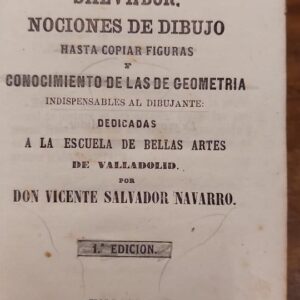 SALVADOR.
NOCIONES DE DIBUJO
HASTA COPIAR FIGURAS
Y
CONOCIMIENTO DE LAS DE GEOMETRIA
INDISPENSABLES AL DIBUJANTE:
DEDICADAS
A LA ESCUELA DE BELLAS ARTES
DE VALLADOLID.
POR
DON VICENTE SALVADOR NAVARRO.
1.ª EDICION.